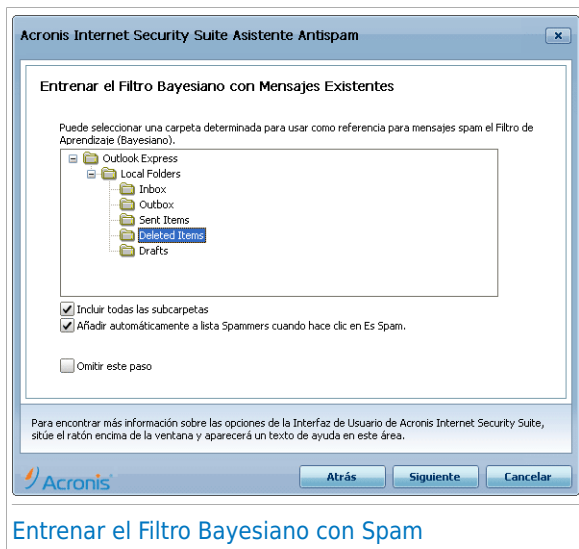 Acronis Internet Security Suite Asistente Antispam
Entrenar el Filtro Bayesiano con Mensajes Existentes
Puede seleccionar una carpeta determinada para usar como referencia para mensajes spam el Filtro de
Aprendizaje (Bayesiano).
Outlook Express
Local Folders
Inbox
Outbox
Sent Items
Deleted Items
Drafts
Incluir todas las subcarpetas
Añadir automáticamente a lista Spammers cuando hace clic en Es Spam.
Omitir este paso
Para encontrar más información sobre las opciones de la Interfaz de Usuario de Acronis Internet Security Suite,
sitúe el ratón encima de la ventana y aparecerá un texto de ayuda en este área.
Acronis
Atrás
Siguiente
Cancelar
Entrenar el Filtro Bayesiano con Spam